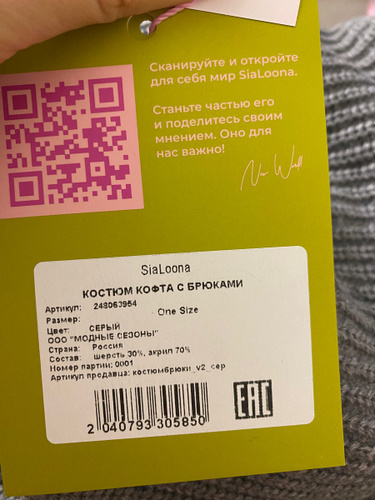 Сканируйте и откройте
для себя мир SiaLoona.
Станьте частью его
и поделитесь своим
мнением. Оно для
нас важно!
SiaLoona
КОСТЮМ КОФТА С БРЮКАМИ
Артикул: 248063954
Размер: One Size
Цвет: СЕРЫЙ
ООО "МОДНЫЕ СЕЗОНЫ"
Страна: Россия
Состав: шерсть 30%, акрил 70%
Номер партии: 0001
Артикул продавца: костюмбрюки_v2_сер
2 040793 305850
EAC